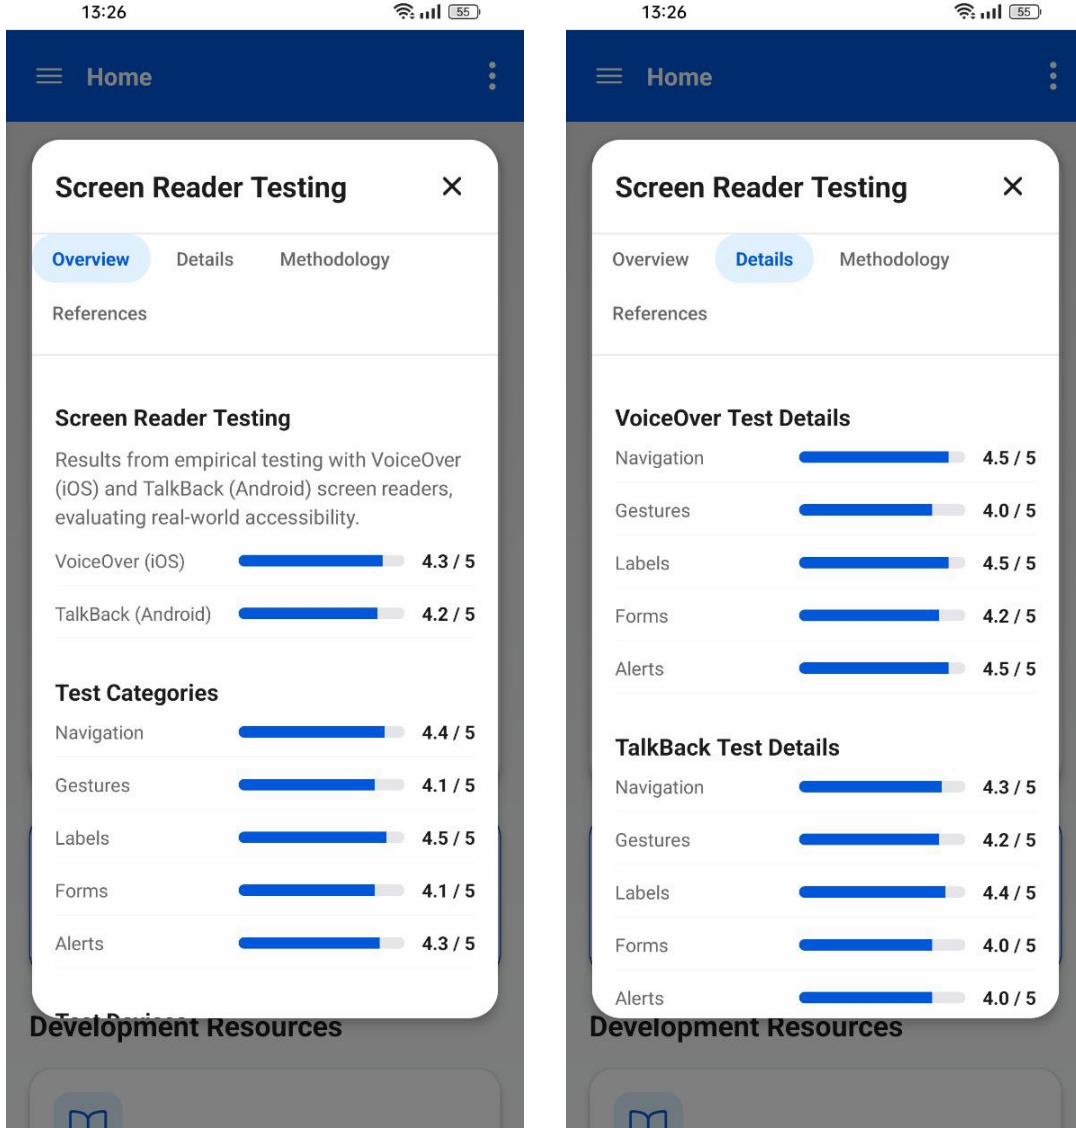 13:26
55
Home
Screen Reader Testing
Overview Details Methodology
References
Screen Reader Testing
Results from empirical testing with VoiceOver
(iOS) and TalkBack (Android) screen readers,
evaluating real-world accessibility.
VoiceOver (iOS) 4.3 / 5
TalkBack (Android) 4.2 / 5
Test Categories
Navigation 4.4 / 5
Gestures 4.1 / 5
Labels 4.5 / 5
Forms 4.1 / 5
Alerts 4.3 / 5
Test Devices
Development Resources
13:26
55
Home
Screen Reader Testing
Overview Details Methodology
References
VoiceOver Test Details
Navigation 4.5 / 5
Gestures 4.0 / 5
Labels 4.5 / 5
Forms 4.2 / 5
Alerts 4.5 / 5
TalkBack Test Details
Navigation 4.3 / 5
Gestures 4.2 / 5
Labels 4.4 / 5
Forms 4.0 / 5
Alerts 4.0 / 5
Development Resources